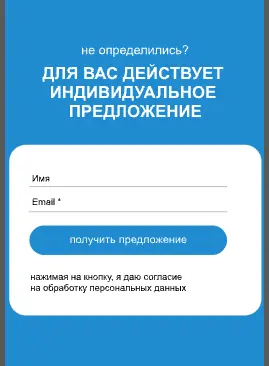 не определились?
ДЛЯ ВАС ДЕЙСТВУЕТ
ИНДИВИДУАЛЬНОЕ
ПРЕДЛОЖЕНИЕ
Имя
Email *
получить предложение
нажимая на кнопку, я даю согласие
на обработку персональных данных